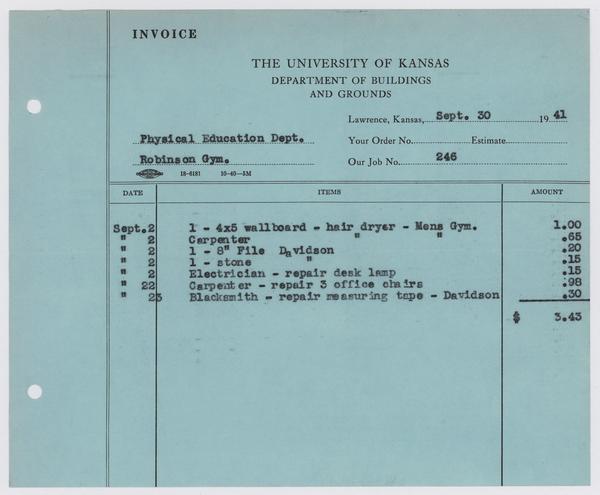 INVOICE
THE UNIVERSITY OF KANSAS
DEPARTMENT OF BUILDINGS
AND GROUNDS
Lawrence, Kansas, Sept. 30 19 41
Physical Education Dept. Your Order No. Estimate
Robinson Gym. Our Job No. 246
18-6181 10-40-5M
DATE ITEMS AMOUNT
Sept. 2 1 - 4x5 wallboard - hair dryer - Mens Gym. 1.00
" 2 Carpenter " " .65
" 2 1 - 8" File Davidson .20
" 2 1 - stone " .15
" 2 Electrician - repair desk lamp .15
" 22 Carpenter - repair 3 office chairs .98
" 23 Blacksmith - repair measuring tape - Davidson .30
$ 3.43